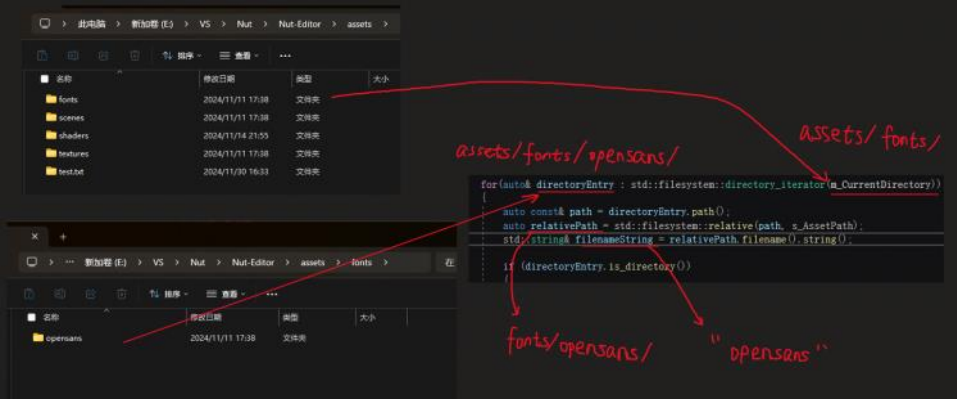 此电脑 > 新加卷 (E:) > VS > Nut > Nut-Editor > assets >
排序 查看 ...
名称 修改日期 类型 大小
fonts 2024/11/11 17:38 文件夹
scenes 2024/11/11 17:38 文件夹
shaders 2024/11/14 21:55 文件夹
textures 2024/11/11 17:38 文件夹
test.txt 2024/11/30 16:33 文件夹
assets/fonts/
assets/fonts/opensans/
for(auto& directoryEntry : std::filesystem::directory_iterator(m_CurrentDirectory))
{
auto const& path = directoryEntry.path();
auto relativePath = std::filesystem::relative(path, s_AssetPath);
std::string& filenameString = relativePath.filename().string();
if (directoryEntry.is_directory())
{
fonts/opensans/
"opensans"
× +
... 新加卷 (E:) > VS > Nut > Nut-Editor > assets > fonts > 在
排序 查看 ...
名称 修改日期 类型 大小
opensans 2024/11/11 17:38 文件夹